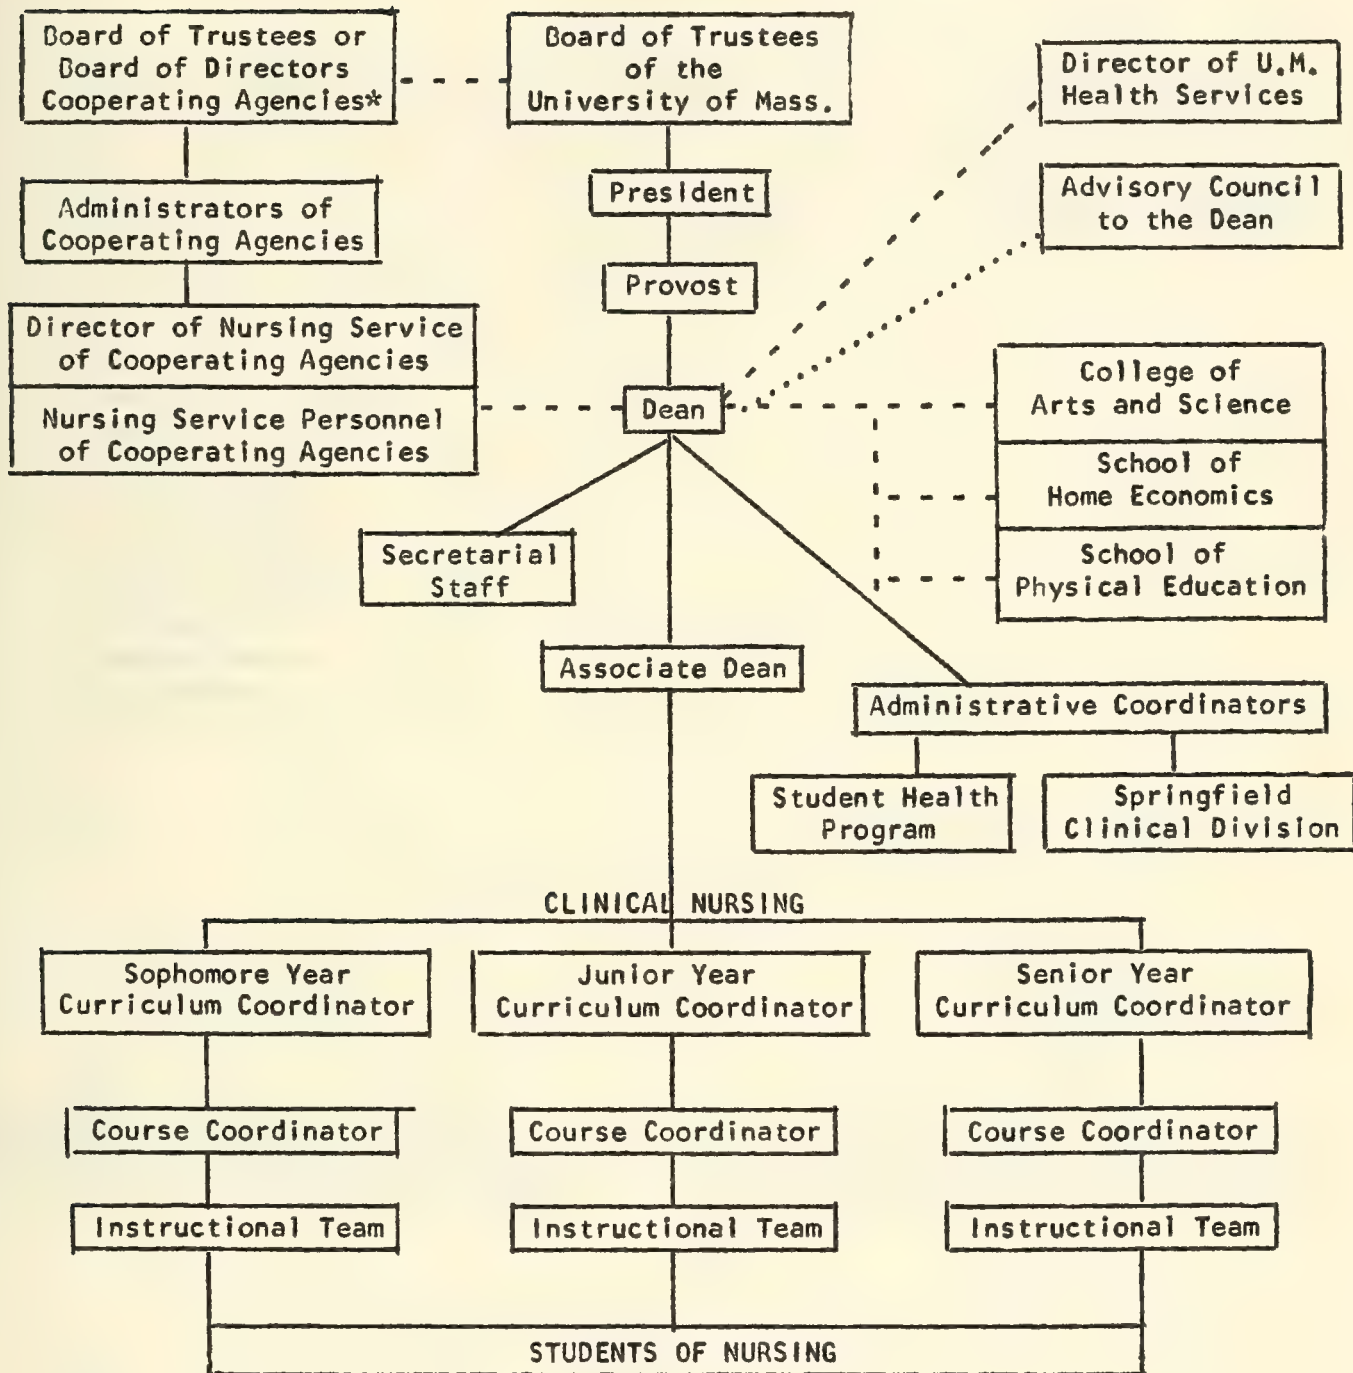 Board of Trustees or
Board of Directors
Cooperating Agencies*
Board of Trustees
of the
University of Mass.
Director of U.M.
Health Services
Administrators of
Cooperating Agencies
President
Advisory Council
to the Dean
Provost
Director of Nursing Service
of Cooperating Agencies
Nursing Service Personnel
of Cooperating Agencies
Dean
College of
Arts and Science
School of
Home Economics
School of
Physical Education
Secretarial
Staff
Associate Dean
Administrative Coordinators
Student Health
Program
Springfield
Clinical Division
CLINICAL NURSING
Sophomore Year
Curriculum Coordinator
Junior Year
Curriculum Coordinator
Senior Year
Curriculum Coordinator
Course Coordinator
Course Coordinator
Course Coordinator
Instructional Team
Instructional Team
Instructional Team
STUDENTS OF NURSING